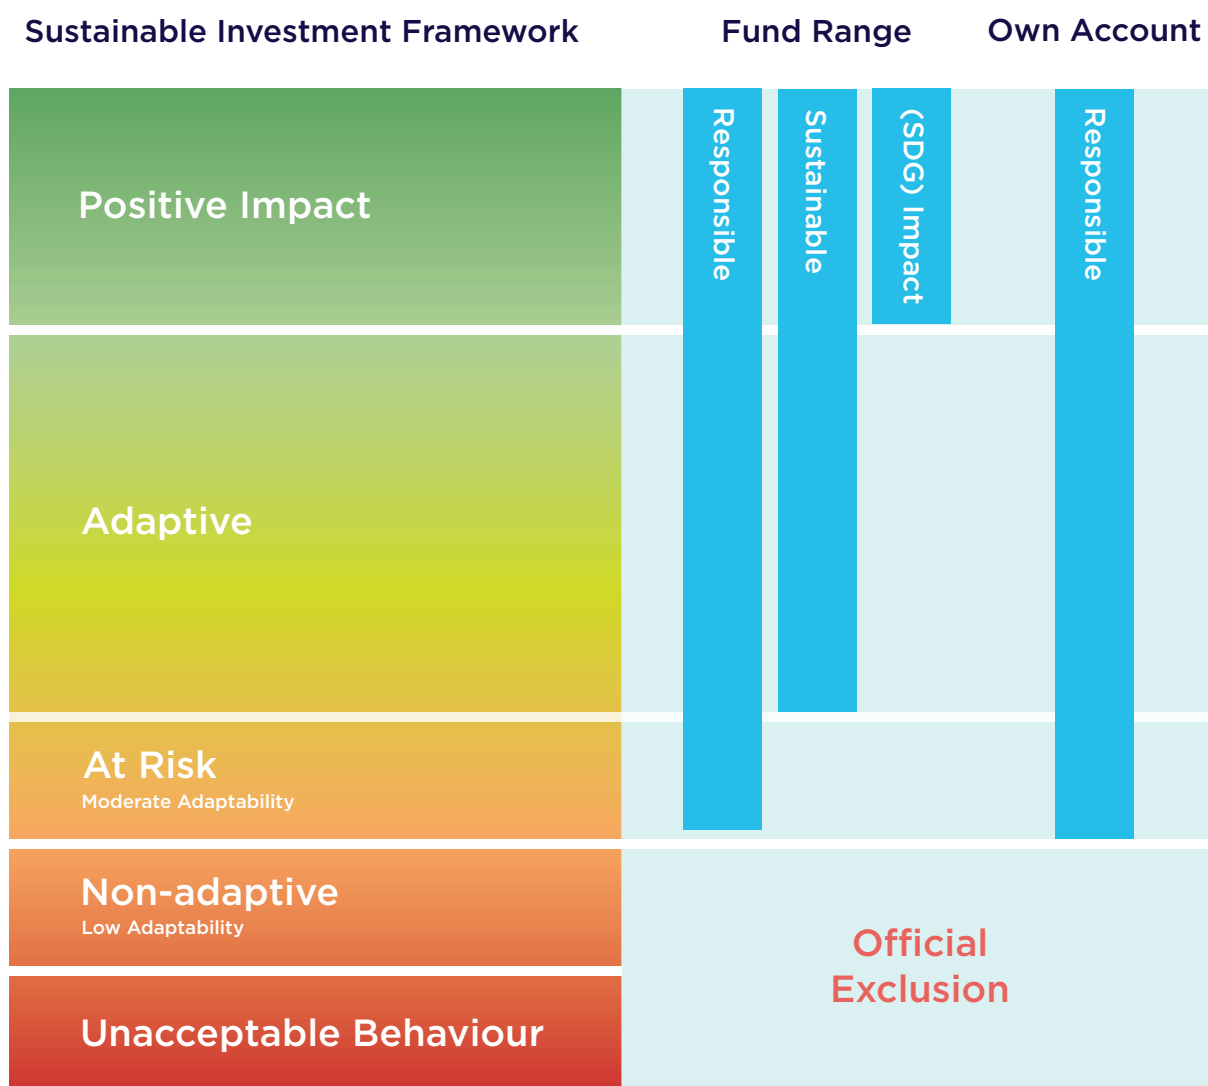 Sustainable Investment Framework
Fund Range
Own Account
Positive Impact
Responsible
Sustainable
(SDG) Impact
Responsible
Adaptive
At Risk
Moderate Adaptability
Non-adaptive
Low Adaptability
Official
Exclusion
Unacceptable Behaviour